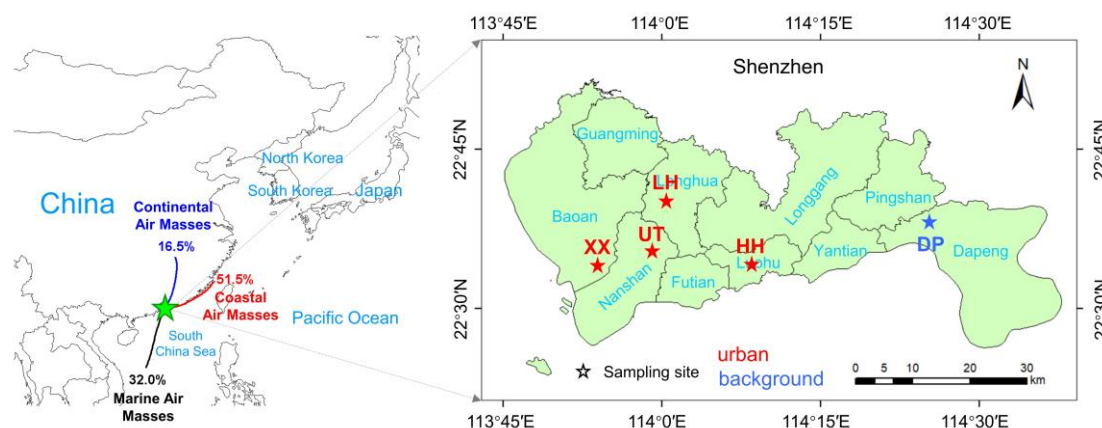 China
North Korea
South Korea
Japan
Continental
Air Masses
16.5%
51.5%
Coastal
Air Masses
Pacific Ocean
South
China Sea
32.0%
Marine Air
Masses
113°45'E
114°0'E
114°15'E
114°30'E
Shenzhen
N
22°45'N
22°30'N
22°45'N
22°30'N
Guangming
LH
Longhua
Longgang
Pingshan
Baoan
XX
UT
HH
Luohu
Yantian
DP
Dapeng
Nanshan
Futian
Sampling site
urban
background
0 5 10 20 30
km
113°45'E
114°0'E
114°15'E
114°30'E